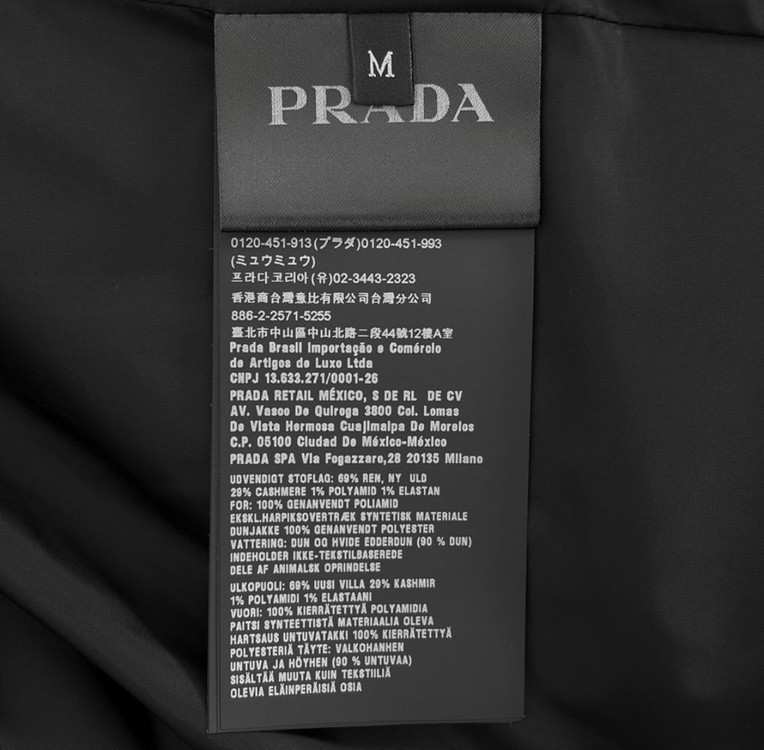 M
PRADA
0120-451-913(プラダ)0120-451-993
(ミュウミュウ)
프라다코리아(유)02-3443-2323
香港商台灣意比有限公司台灣分公司
886-2-2571-5255
臺北市中山區中山北路二段44號12樓A室
Prada Brasil Importação e Comérolo
de Artigos de Luxo Ltda
CNPJ 13.633.271/0001-26
PRADA RETAIL MÉXICO, S DE RL DE CV
AV. Vasoo De Quiroga 3800 Col. Lomas
De Vista Hermosa Cuajimalpa De Morelos
C.P. 05100 Ciudad De México-México
PRADA SPA Via Fogazzaro,28 20135 Milano
UDVENDIGT STOFLAG: 69% REN, NY ULD
29% CASHMERE 1% POLYAMID 1% ELASTAN
FOR: 100% GENANVENDT POLIAMID
EKSKL.HARPIKSOVERTRÆK SYNTETISK MATERIALE
DUNJAKKE 100% GENANVENDT POLYESTER
VATTERING: DUN OG HVIDE EDDERDUN (90 % DUN)
INDEHOLDER IKKE-TEKSTILBASEREDE
DELE AF ANIMALSK OPRINDELSE
ULKOPUOLI: 69% UUSI VILLA 29% KASHMIR
1% POLYAMIDI 1% ELASTAANI
VUORI: 100% KIERRÄTETTYÄ POLYAMIDIA
PAITSI SYNTEETTISTÄ MATERIAALIA OLEVA
HARTSAUS UNTUVATAKKI 100% KIERRÄTETTYÄ
POLYESTERIÄ TÄYTE: VALKOHANHEN
UNTUVA JA HÖYHEN (90 % UNTUVAA)
SISÄLTÄÄ MUUTA KUIN TEKSTIILIÄ
OLEVIA ELÄINPERÄISIÄ OSIA